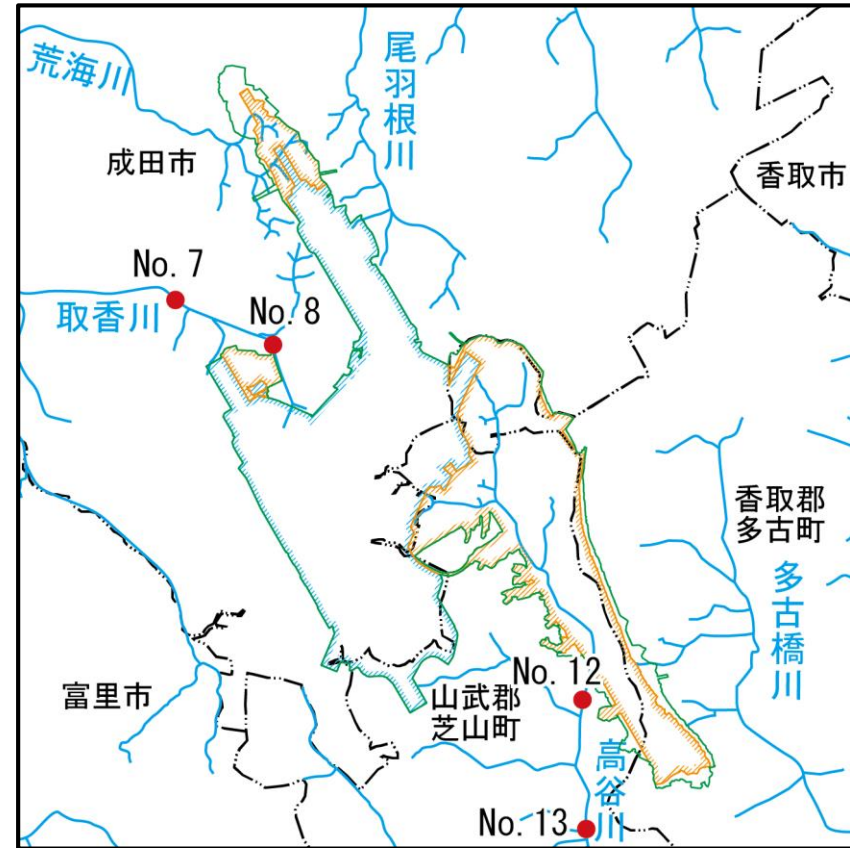 荒海川
尾羽根川
成田市
香取市
No. 7
取香川
No. 8
香取郡
多古町
多古橋川
富里市
No. 12
山武郡
芝山町
高谷川
No. 13